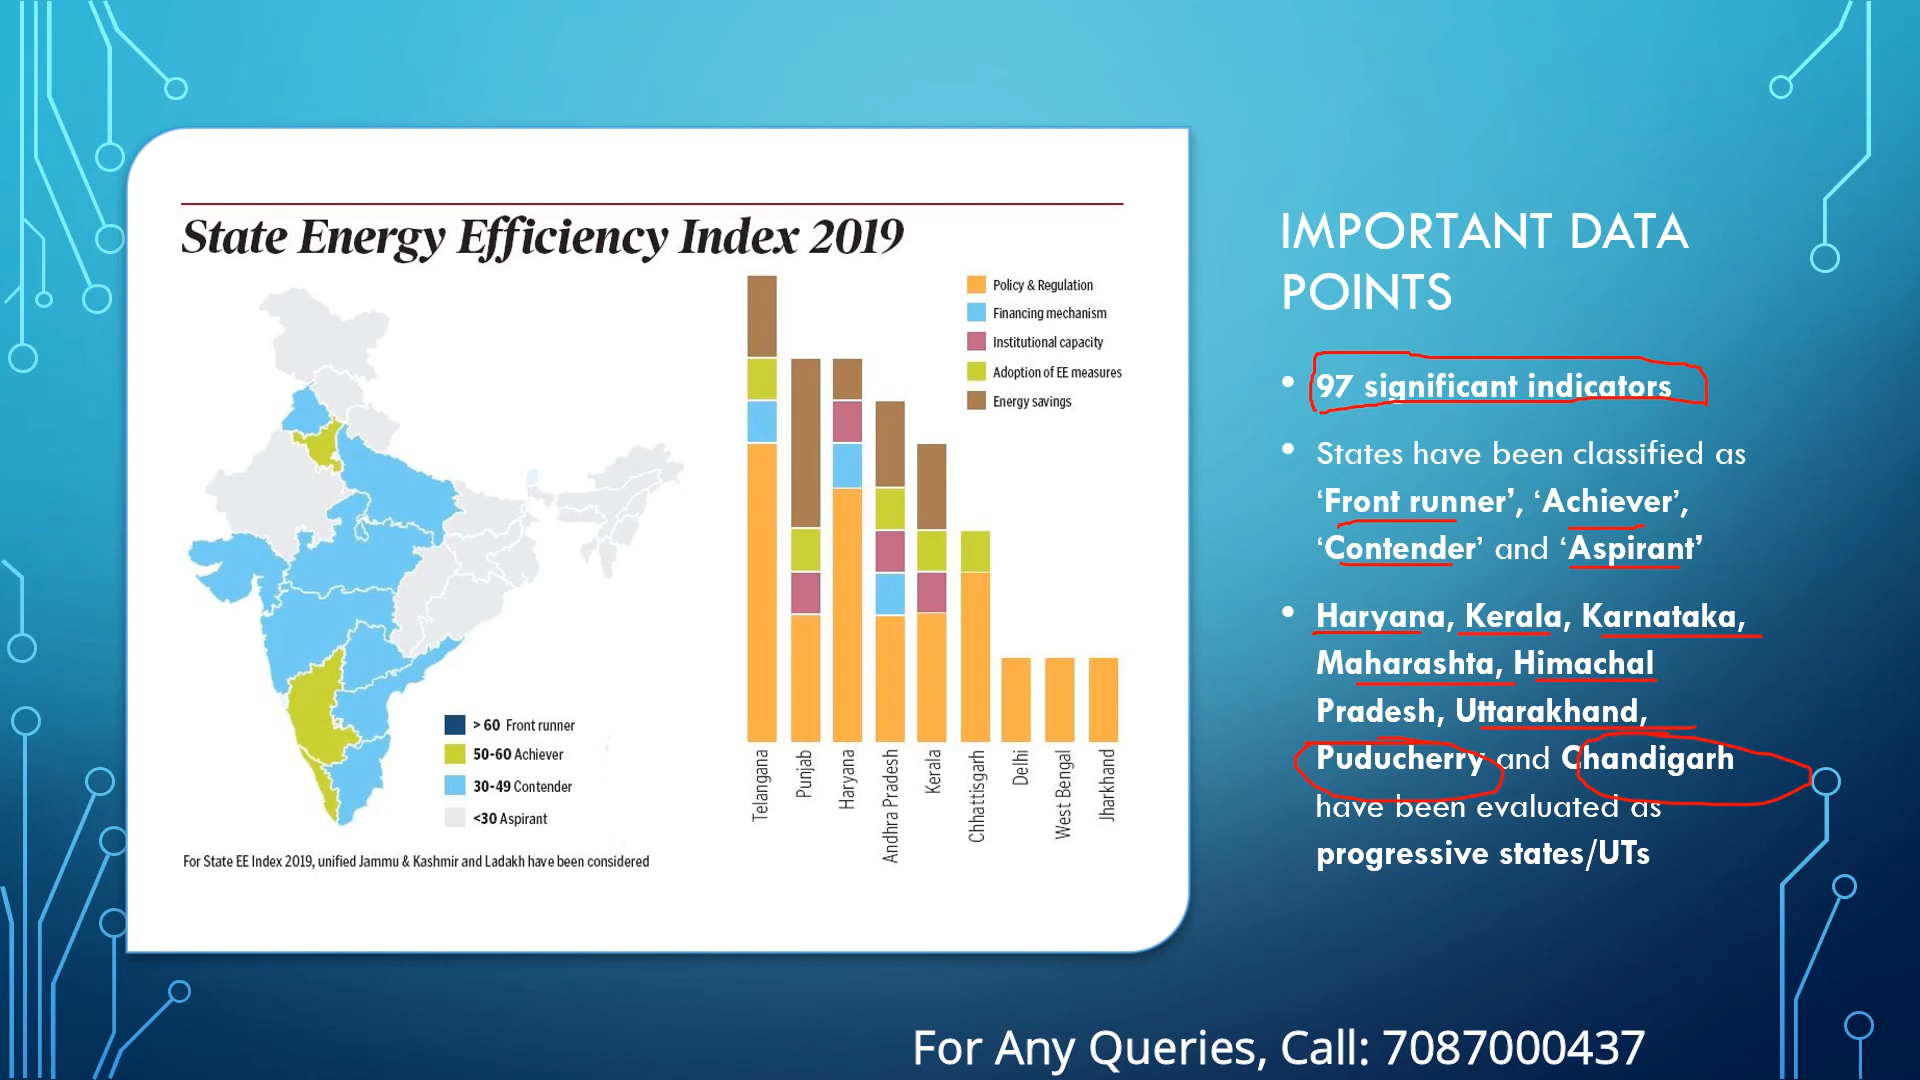 State Energy Efficiency Index 2019
Policy & Regulation
Financing mechanism
Institutional capacity
Adoption of EE measures
Energy savings
> 60 Front runner
50-60 Achiever
30-49 Contender
<30 Aspirant
Telangana
Punjab
Haryana
Andhra Pradesh
Kerala
Chhattisgarh
Delhi
West Bengal
Jharkhand
For State EE Index 2019, unified Jammu & Kashmir and Ladakh have been considered
IMPORTANT DATA
POINTS
• 97 significant indicators
• States have been classified as
‘Front runner’, ‘Achiever’,
‘Contender’ and ‘Aspirant’
• Haryana, Kerala, Karnataka,
Maharashta, Himachal
Pradesh, Uttarakhand,
Puducherry and Chandigarh
have been evaluated as
progressive states/UTs
For Any Queries, Call: 7087000437